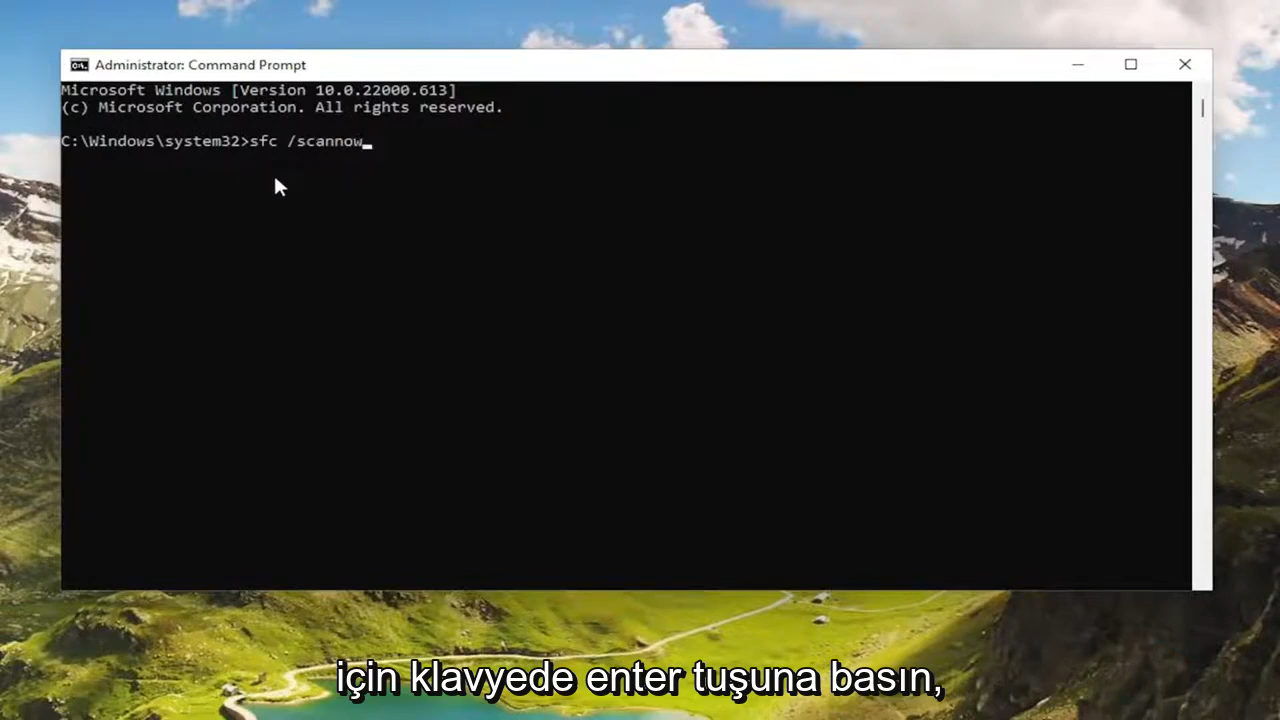 Administrator: Command Prompt
Microsoft Windows [Version 10.0.22000.613]
(c) Microsoft Corporation. All rights reserved.
C:\Windows\system32>sfc /scannow
için klavyede enter tuşuna basın,